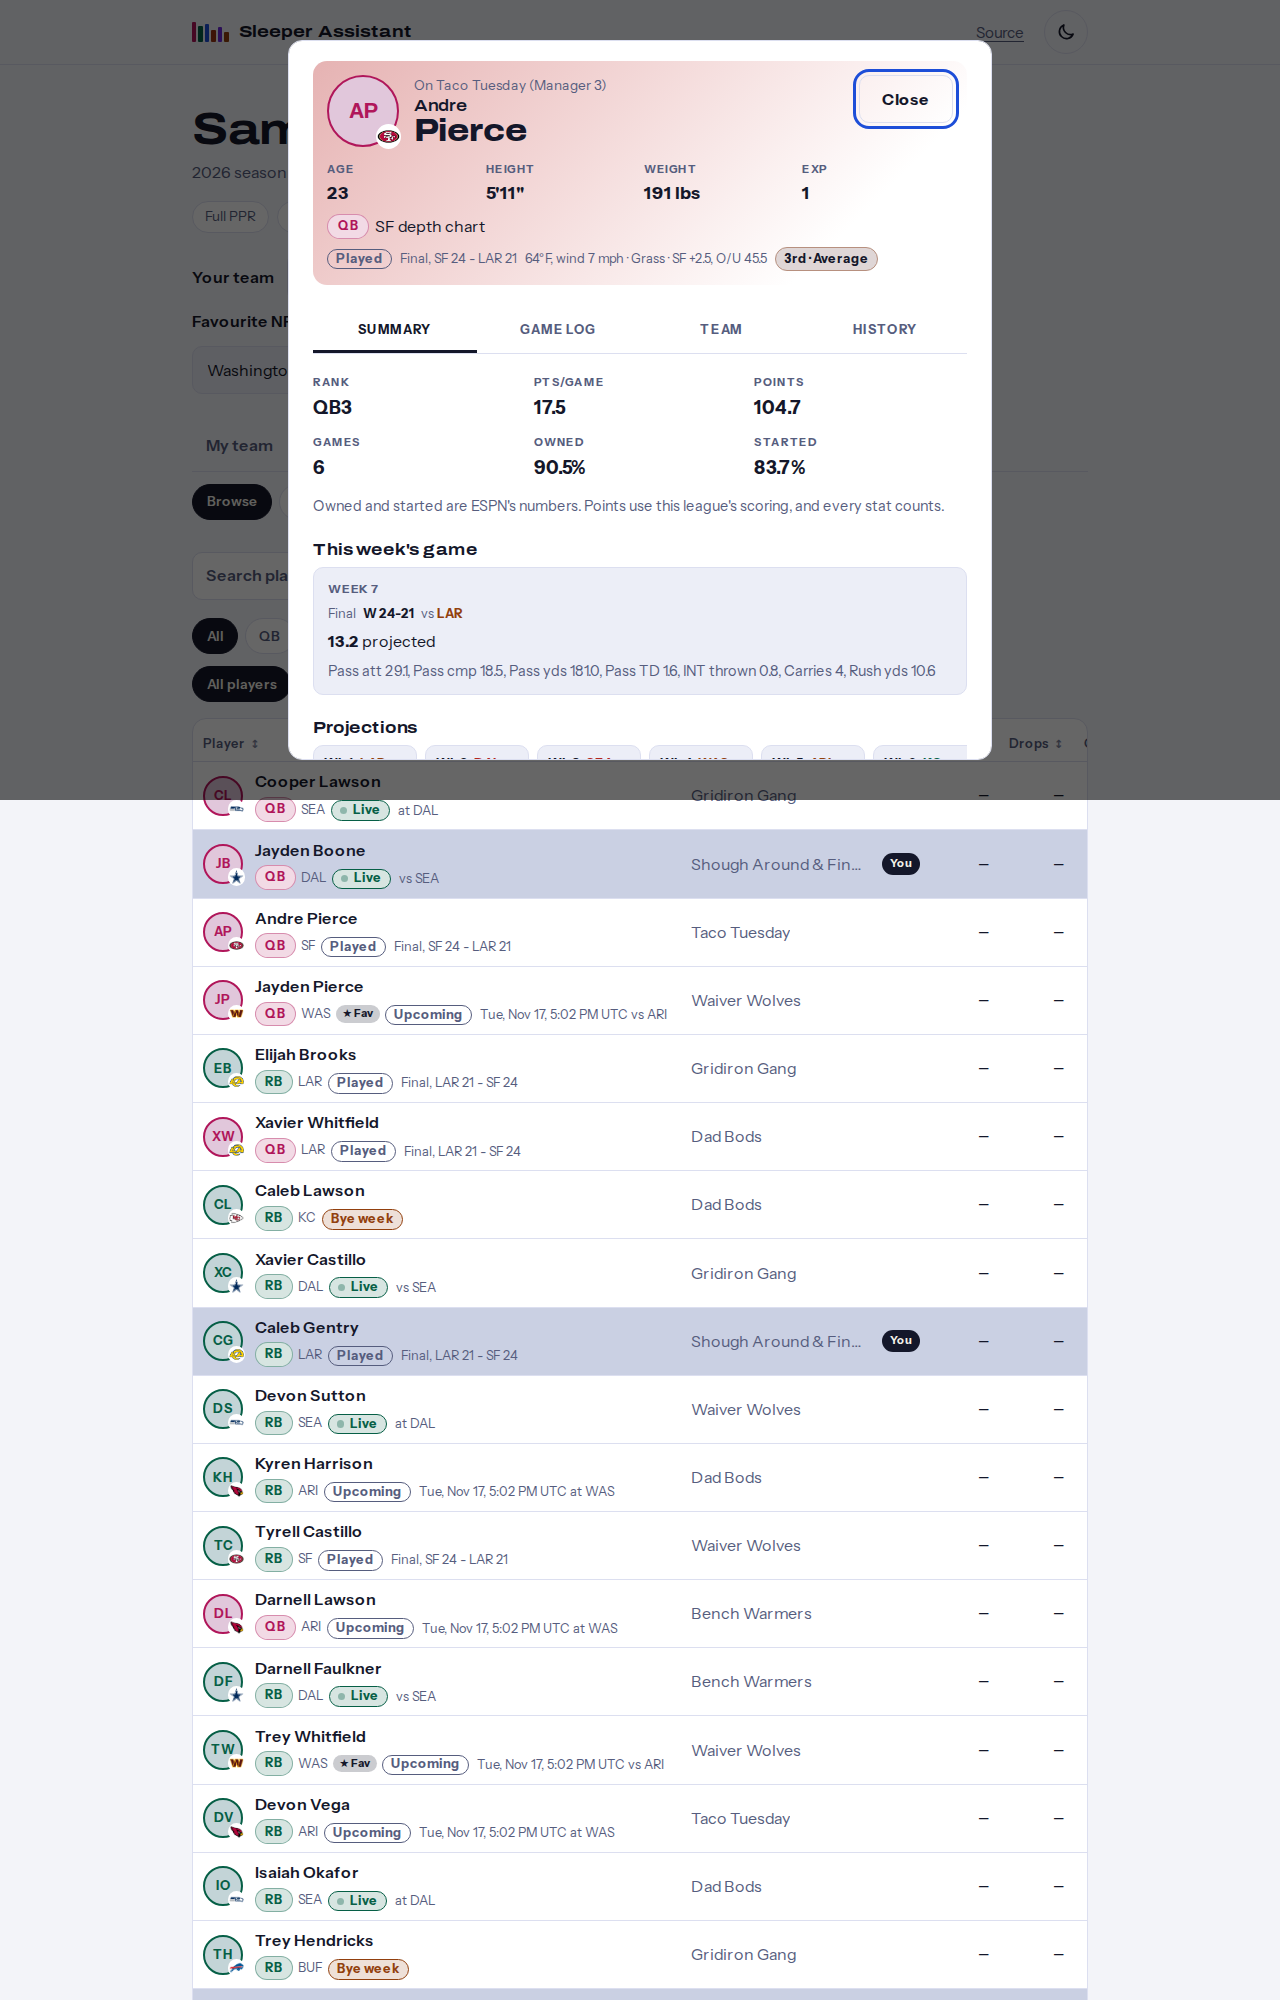 Sleeper Assistant
Source
Sam
2026 season
Full PPR
Your team
Favourite NF
Washingto
My team
Browse
Search pla
All
QB
All players
On Taco Tuesday (Manager 3)
AP
Andre
Pierce
Close
AGE
HEIGHT
WEIGHT
EXP
23
5'11"
191 lbs
1
QB SF depth chart
Played Final, SF 24 - LAR 21 64°F, wind 7 mph · Grass · SF +2.5, O/U 45.5 3rd · Average
SUMMARY
GAME LOG
TEAM
HISTORY
RANK
PTS/GAME
POINTS
QB3
17.5
104.7
GAMES
OWNED
STARTED
6
90.5%
83.7%
Owned and started are ESPN's numbers. Points use this league's scoring, and every stat counts.
This week's game
WEEK 7
Final W 24-21 vs LAR
13.2 projected
Pass att 29.1, Pass cmp 18.5, Pass yds 181.0, Pass TD 1.6, INT thrown 0.8, Carries 4, Rush yds 10.6
Projections
Player ↕
Drops ↕
CL Cooper Lawson
QB SEA Live at DAL
Gridiron Gang – –
JB Jayden Boone
QB DAL Live vs SEA
Shough Around & Fin... You – –
AP Andre Pierce
QB SF Played Final, SF 24 - LAR 21
Taco Tuesday – –
JP Jayden Pierce
QB WAS ★ Fav Upcoming Tue, Nov 17, 5:02 PM UTC vs ARI
Waiver Wolves – –
EB Elijah Brooks
RB LAR Played Final, LAR 21 - SF 24
Gridiron Gang – –
XW Xavier Whitfield
QB LAR Played Final, LAR 21 - SF 24
Dad Bods – –
CL Caleb Lawson
RB KC Bye week
Dad Bods – –
XC Xavier Castillo
RB DAL Live vs SEA
Gridiron Gang – –
CG Caleb Gentry
RB LAR Played Final, LAR 21 - SF 24
Shough Around & Fin... You – –
DS Devon Sutton
RB SEA Live at DAL
Waiver Wolves – –
KH Kyren Harrison
RB ARI Upcoming Tue, Nov 17, 5:02 PM UTC at WAS
Dad Bods – –
TC Tyrell Castillo
RB SF Played Final, SF 24 - LAR 21
Waiver Wolves – –
DL Darnell Lawson
QB ARI Upcoming Tue, Nov 17, 5:02 PM UTC at WAS
Bench Warmers – –
DF Darnell Faulkner
RB DAL Live vs SEA
Bench Warmers – –
TW Trey Whitfield
RB WAS ★ Fav Upcoming Tue, Nov 17, 5:02 PM UTC vs ARI
Waiver Wolves – –
DV Devon Vega
RB ARI Upcoming Tue, Nov 17, 5:02 PM UTC at WAS
Taco Tuesday – –
IO Isaiah Okafor
RB SEA Live at DAL
Dad Bods – –
TH Trey Hendricks
RB BUF Bye week
Gridiron Gang – –